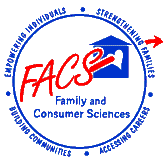 EMPOWERING INDIVIDUALS • STRENGTHENING FAMILIES
FACS
Family and
Consumer Sciences
• BUILDING COMMUNITIES • ACCESSING CAREERS